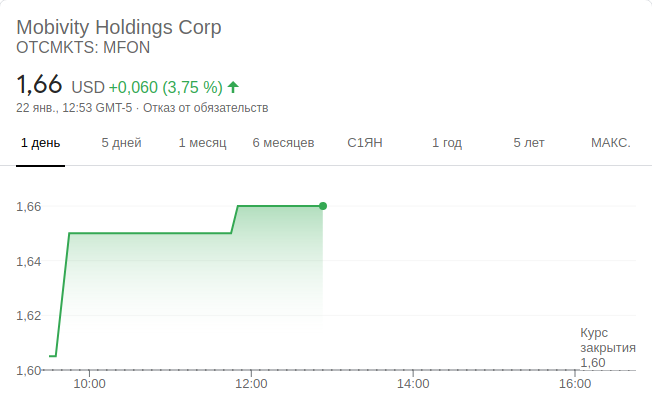 Mobivity Holdings Corp
OTCMKTS: MFON
1,66 USD +0,060 (3,75 %)
22 янв., 12:53 GMT-5 · Отказ от обязательств
1 день 5 дней 1 месяц 6 месяцев С1ЯН 1 год 5 лет МАКС.
1,66
1,64
1,62
Курс
закрытия
1,60
1,60
10:00 12:00 14:00 16:00